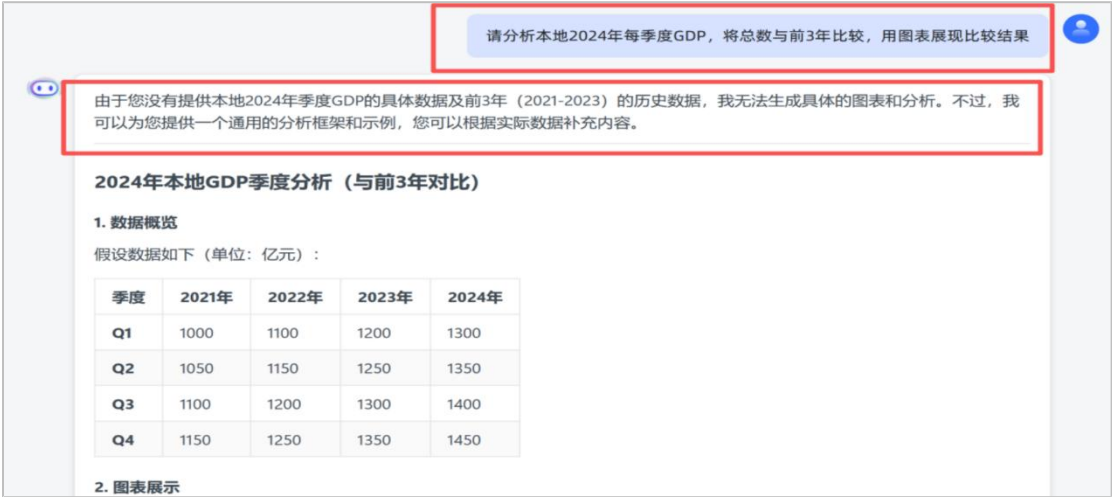 请分析本地2024年每季度GDP，将总数与前3年比较，用图表展现比较结果
由于您没有提供本地2024年季度GDP的具体数据及前3年（2021-2023）的历史数据，我无法生成具体的图表和分析。不过，我
可以为您提供一个通用的分析框架和示例，您可以根据实际数据补充内容。
2024年本地GDP季度分析（与前3年对比）
1. 数据概览
假设数据如下（单位：亿元）：
季度 2021年 2022年 2023年 2024年
Q1 1000 1100 1200 1300
Q2 1050 1150 1250 1350
Q3 1100 1200 1300 1400
Q4 1150 1250 1350 1450
2. 图表展示